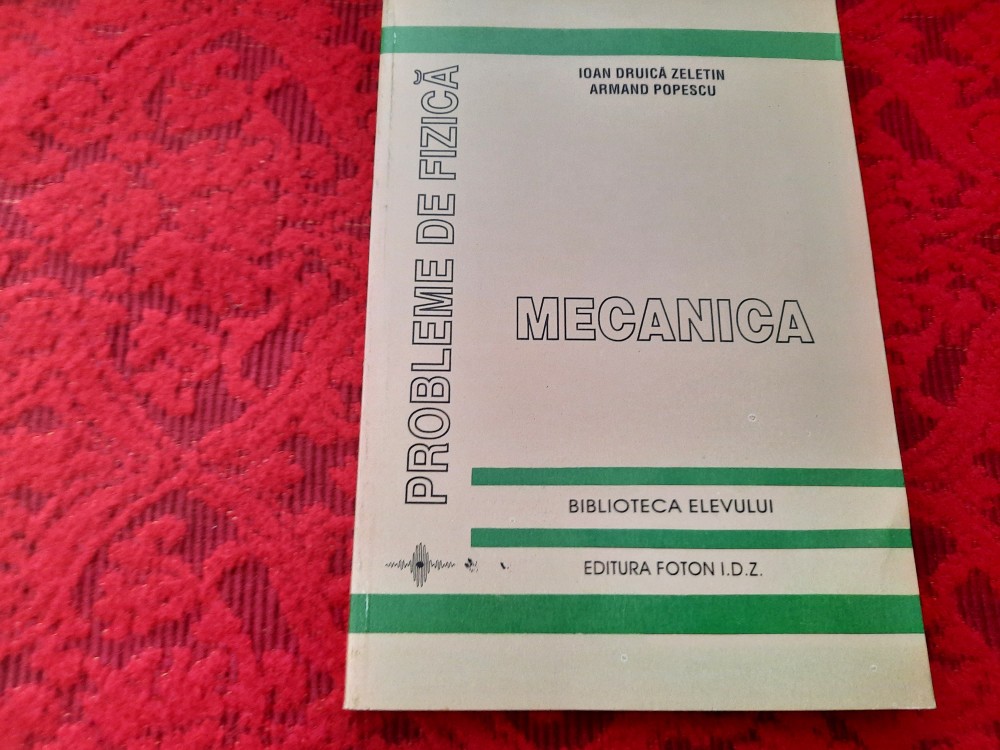 IOAN DRUICĂ ZELETIN
ARMAND POPESCU
PROBLEME DE FIZICĂ
MECANICA
BIBLIOTECA ELEVULUI
EDITURA FOTON I.D.Z.